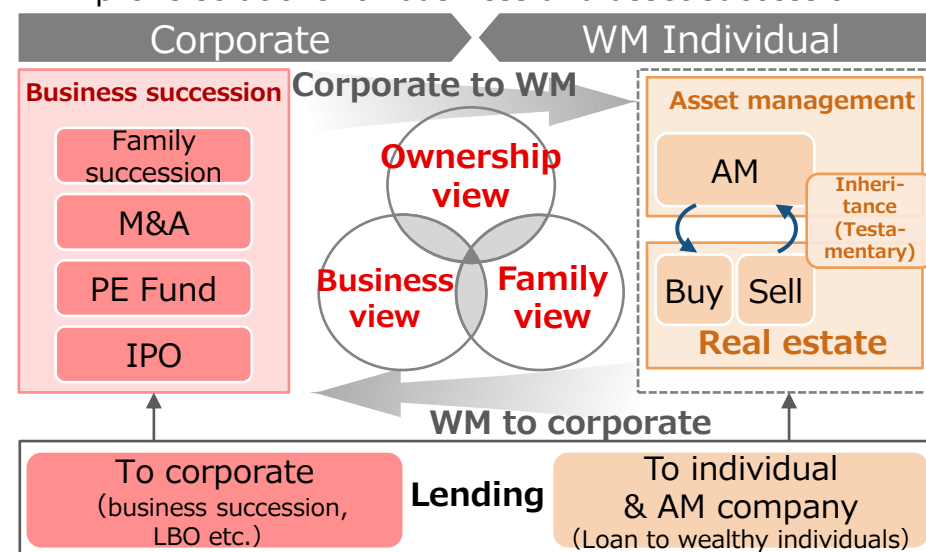 Corporate
WM Individual
Business succession
Family
succession
M&A
PE Fund
IPO
Corporate to WM
Ownership
view
Business
view
Family
view
WM to corporate
Asset management
AM
Inheri-
tance
(Testa-
mentary)
Buy
Sell
Real estate
To corporate
（business succession,
LBO etc.）
Lending
To individual
& AM company
（Loan to wealthy individuals）